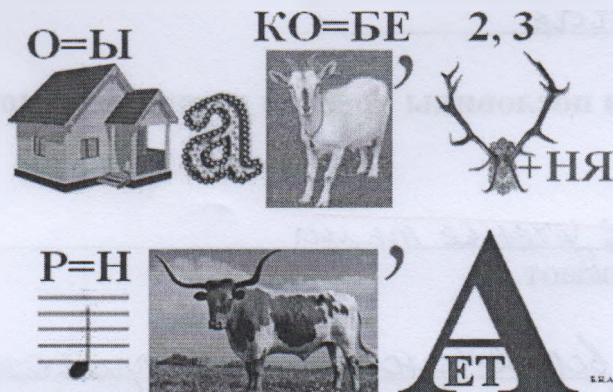 О=Ы КО=БЕ , 2, 3
а +НЯ
Р=Н ,
А
ЕТ